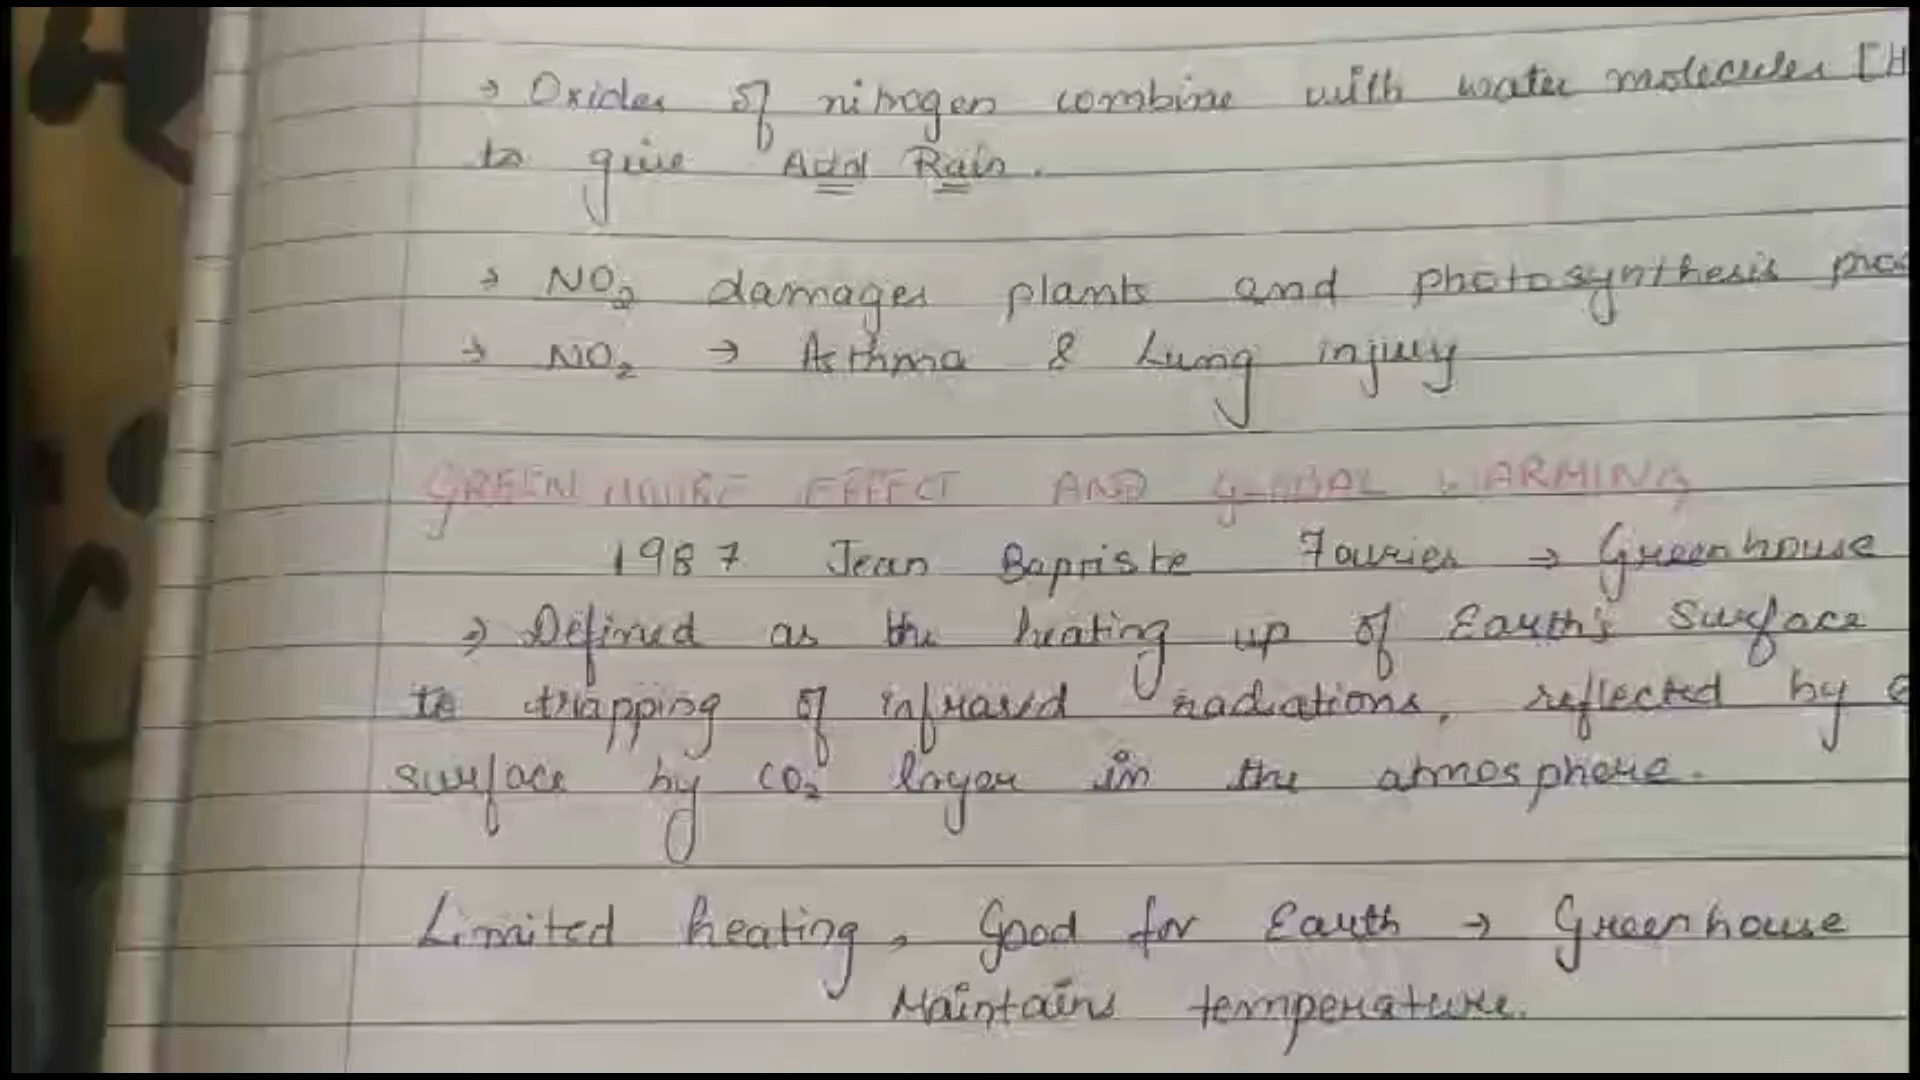 → Oxides of nitrogen combine with water molecules [H
to give Acid Rain.
→ NO₂ damages plants and photosynthesis
→ NO₂ → Asthma & Lung injury
GREEN HOUSE EFFECT AND GLOBAL WARMING
1987 Jean Bapriste Fourier → Greenhouse
→ Defined as the heating up of Earth's surface
to trapping of infrared radiations, reflected by
surface by CO₂ layer in the atmosphere.
Limited heating, Good for Earth → Greenhouse
Maintains temperature.